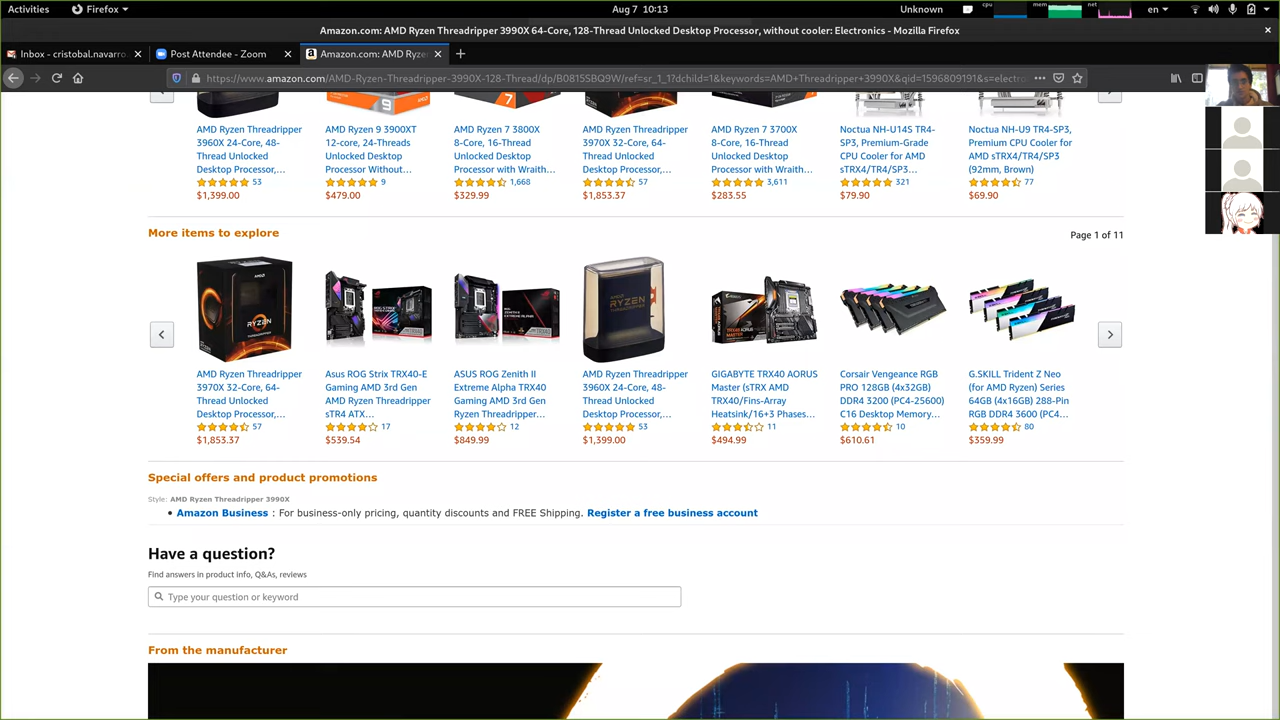 Activities Firefox Aug 7 10:13 Unknown cpu mem net en
Amazon.com: AMD Ryzen Threadripper 3990X 64-Core, 128-Thread Unlocked Desktop Processor, without cooler: Electronics - Mozilla Firefox
Inbox - cristobal.navarro Post Attendee - Zoom Amazon.com: AMD Ryze
https://www.amazon.com/AMD-Ryzen-Threadripper-3990X-128-Thread/dp/B0815SBQ9W/ref=sr_1_1?dchild=1&keywords=AMD+Threadripper+3990X&qid=1596809191&s=electro
AMD Ryzen Threadripper
3960X 24-Core, 48-
Thread Unlocked
Desktop Processor,...
53
$1,399.00
AMD Ryzen 9 3900XT
12-core, 24-Threads
Unlocked Desktop
Processor Without...
9
$479.00
AMD Ryzen 7 3800X
8-Core, 16-Thread
Unlocked Desktop
Processor with Wraith...
1,668
$329.99
AMD Ryzen Threadripper
3970X 32-Core, 64-
Thread Unlocked
Desktop Processor,...
57
$1,853.37
AMD Ryzen 7 3700X
8-Core, 16-Thread
Unlocked Desktop
Processor with Wraith...
3,611
$283.55
Noctua NH-U14S TR4-
SP3, Premium-Grade
CPU Cooler for AMD
sTRX4/TR4/SP3...
321
$79.90
Noctua NH-U9 TR4-SP3,
Premium CPU Cooler for
AMD sTRX4/TR4/SP3
(92mm, Brown)
77
$69.90
More items to explore
Page 1 of 11
AMD Ryzen Threadripper
3970X 32-Core, 64-
Thread Unlocked
Desktop Processor,...
57
$1,853.37
Asus ROG Strix TRX40-E
Gaming AMD 3rd Gen
AMD Ryzen Threadripper
sTR4 ATX...
17
$539.54
ASUS ROG Zenith II
Extreme Alpha TRX40
Gaming AMD 3rd Gen
Ryzen Threadripper...
12
$849.99
AMD Ryzen Threadripper
3960X 24-Core, 48-
Thread Unlocked
Desktop Processor,...
53
$1,399.00
GIGABYTE TRX40 AORUS
Master (sTRX AMD
TRX40/Fins-Array
Heatsink/16+3 Phases...
11
$494.99
Corsair Vengeance RGB
PRO 128GB (4x32GB)
DDR4 3200 (PC4-25600)
C16 Desktop Memory...
10
$610.61
G.SKILL Trident Z Neo
(for AMD Ryzen) Series
64GB (4x16GB) 288-Pin
RGB DDR4 3600 (PC4...
80
$359.99
Special offers and product promotions
Style: AMD Ryzen Threadripper 3990X
• Amazon Business : For business-only pricing, quantity discounts and FREE Shipping. Register a free business account
Have a question?
Find answers in product info, Q&As, reviews
Type your question or keyword
From the manufacturer